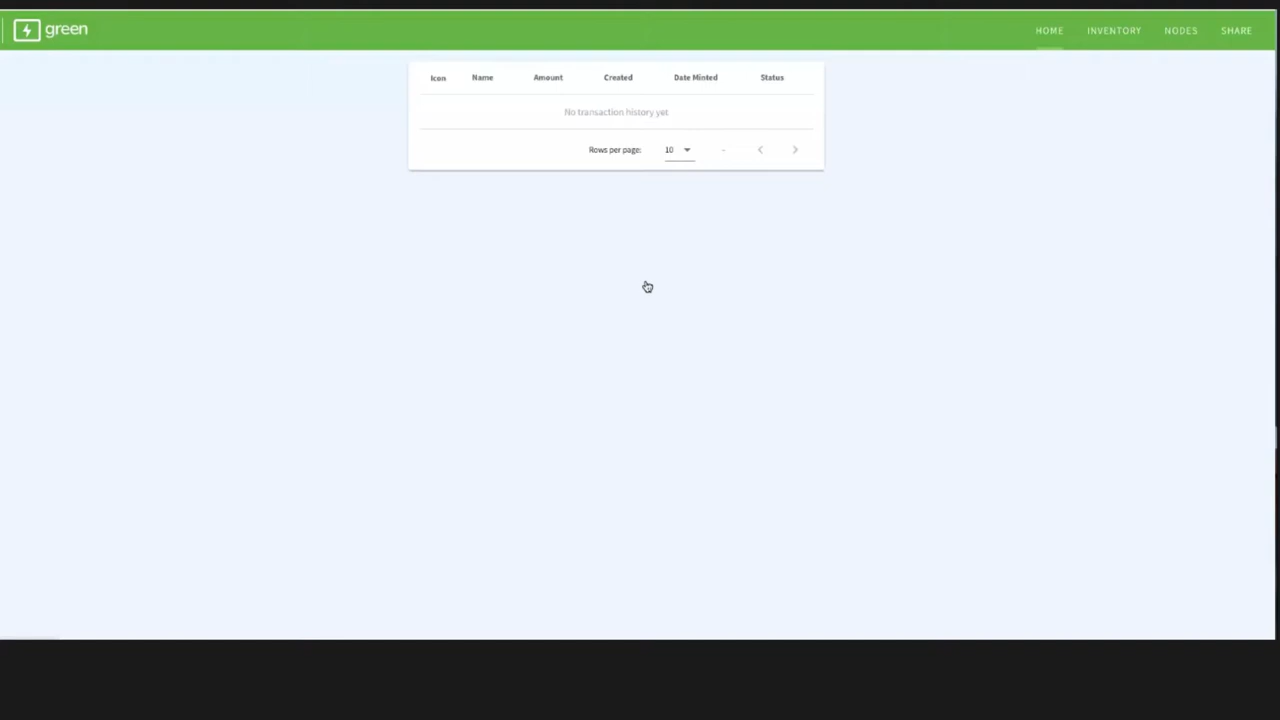 green
HOME INVENTORY NODES SHARE
Icon Name Amount Created Date Minted Status
No transaction history yet
Rows per page: 10 -